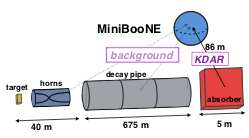 MiniBooNE
86 m
background
KDAR
target
horns
decay pipe
absorber
40 m
675 m
5 m